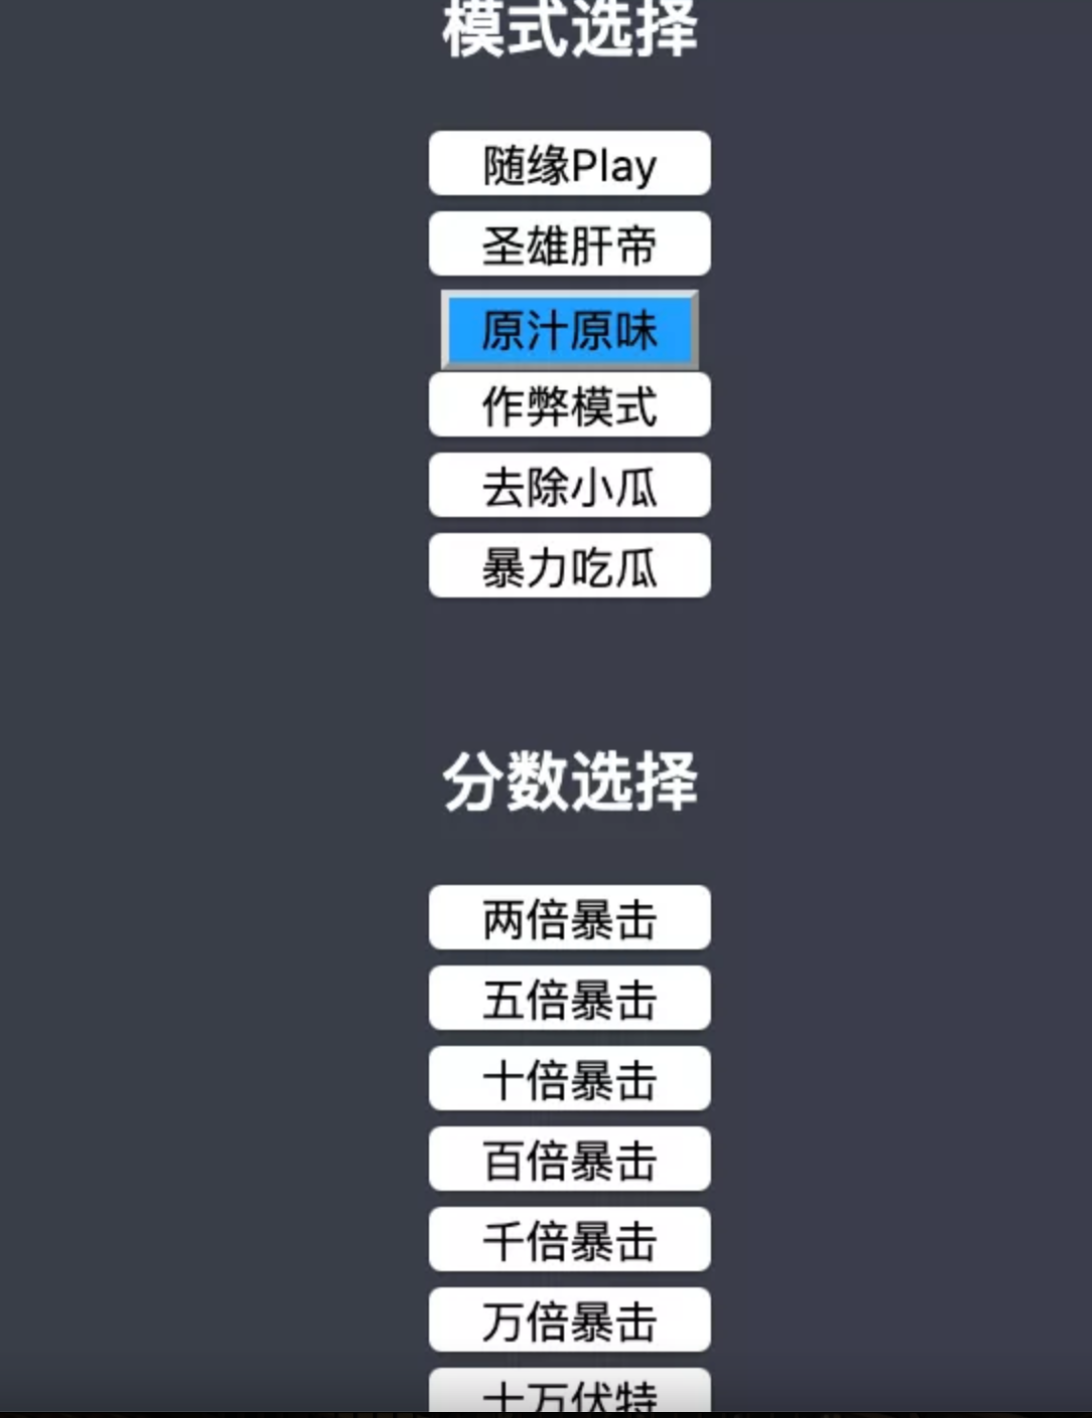 模式选择
随缘Play
圣雄肝帝
原汁原味
作弊模式
去除小瓜
暴力吃瓜
分数选择
两倍暴击
五倍暴击
十倍暴击
百倍暴击
千倍暴击
万倍暴击
十万伏特